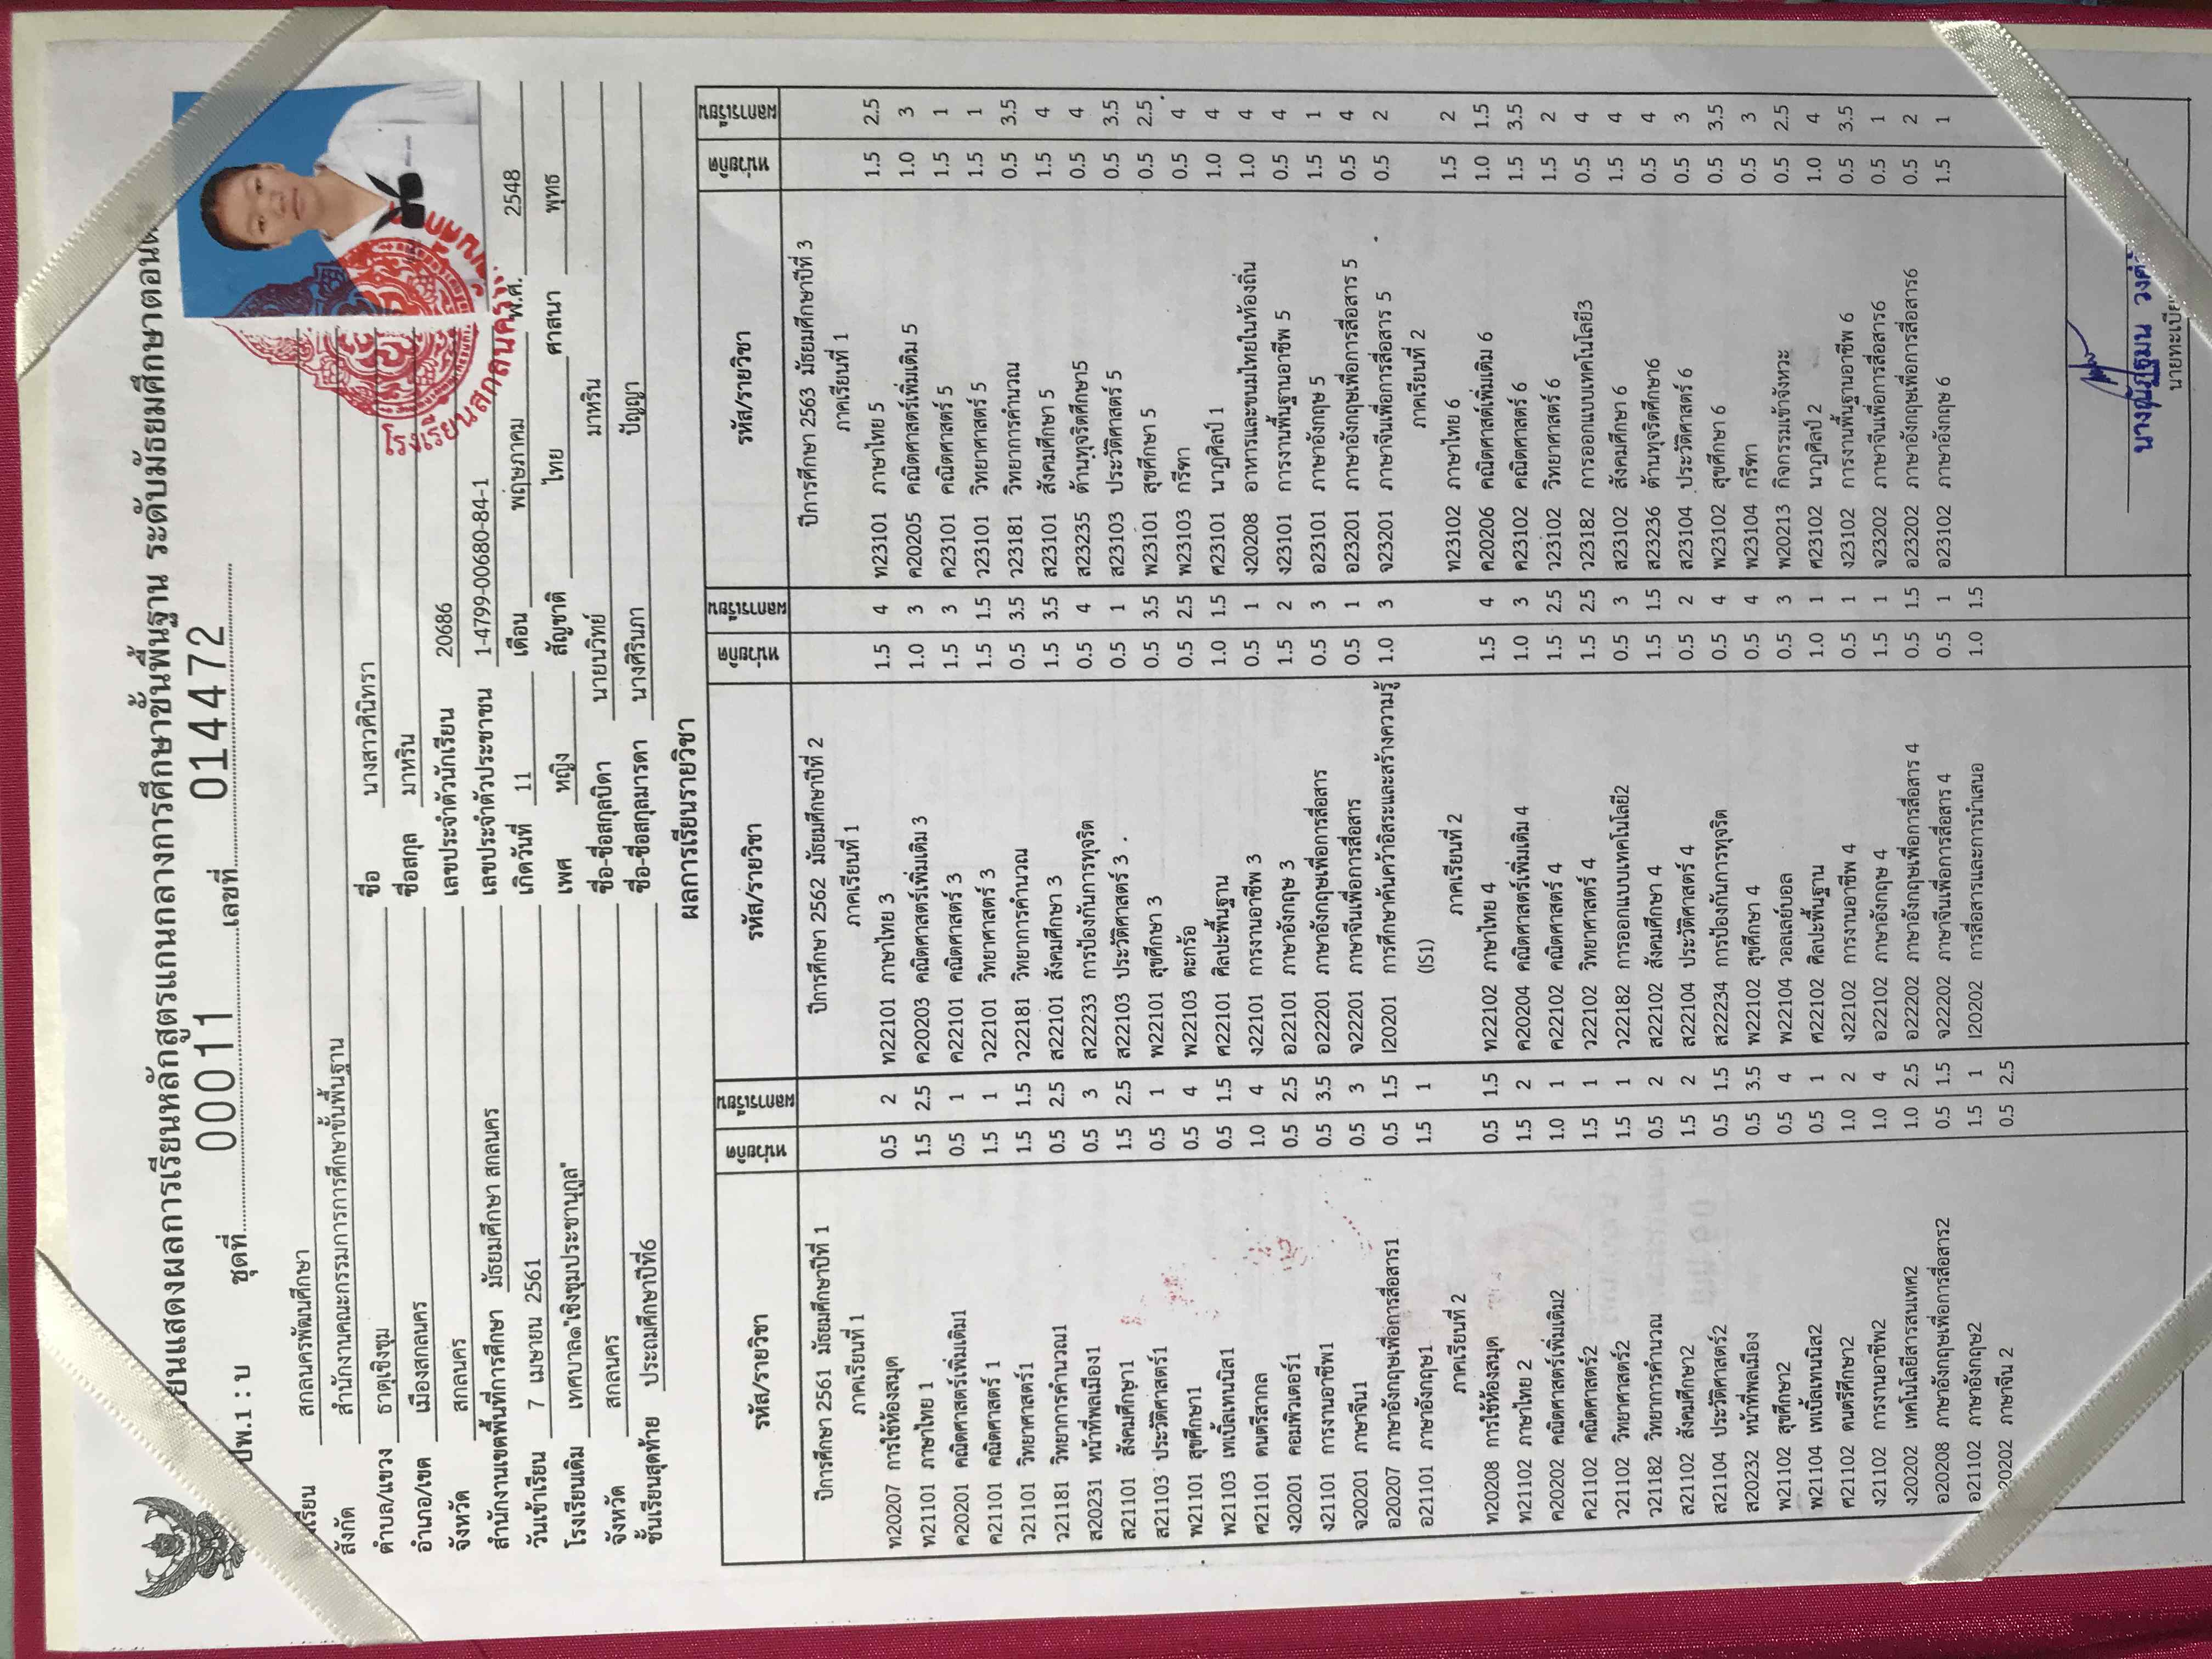 ปพ.1 : บ ชุดที่ 00011 เลขที่ 014472
สกลนครพัฒนศึกษา
สังกัด สำนักงานคณะกรรมการการศึกษาขั้นพื้นฐาน
ตำบล/แขวง ธาตุเชิงชุม
อำเภอ/เขต เมืองสกลนคร
จังหวัด สกลนคร
สำนักงานเขตพื้นที่การศึกษา มัธยมศึกษา สกลนคร
วันเข้าเรียน 7 เมษายน 2561
โรงเรียนเดิม เทศบาล๓"เชิงชุมประชานุกูล"
จังหวัด สกลนคร
ชั้นเรียนสุดท้าย ประถมศึกษาปีที่6
ชื่อ นางสาวศินิทรา
ชื่อสกุล มาหริน
เลขประจำตัวนักเรียน 20686
เลขประจำตัวประชาชน 1-4799-00680-84-1
เกิดวันที่ 11 เดือน พฤษภาคม พ.ศ. 2548
เพศ หญิง สัญชาติ ไทย ศาสนา พุทธ
ชื่อ-ชื่อสกุลบิดา นายนวิทย์ มาหริน
ชื่อ-ชื่อสกุลมารดา นางศิรินภา ปัญญา
ผลการเรียนรายวิชา
รหัส/รายวิชา หน่วยกิต ผลการเรียน
ปีการศึกษา 2561 มัธยมศึกษาปีที่ 1
ภาคเรียนที่ 1
ท20207 การใช้ห้องสมุด 0.5 2
ท21101 ภาษาไทย 1 1.5 2.5
ค20201 คณิตศาสตร์เพิ่มเติม1 0.5 1
ค21101 คณิตศาสตร์ 1 1.5 1
ว21101 วิทยาศาสตร์1 1.5 1.5
ว21181 วิทยาการคำนวณ1 0.5 2.5
ส20231 หน้าที่พลเมือง1 0.5 3
ส21101 สังคมศึกษา1 1.5 2.5
ส21103 ประวัติศาสตร์1 0.5 1
พ21101 สุขศึกษา1 0.5 4
พ21103 เทเบิ้ลเทนนิส1 0.5 1.5
ศ21101 ดนตรีสากล 1.0 4
ง20201 คอมพิวเตอร์1 0.5 2.5
ง21101 การงานอาชีพ1 0.5 3.5
จ20201 ภาษาจีน1 0.5 3
อ20207 ภาษาอังกฤษเพื่อการสื่อสาร1 0.5 1.5
อ21101 ภาษาอังกฤษ1 1.5 1
ภาคเรียนที่ 2
ท20208 การใช้ห้องสมุด 0.5 1.5
ท21102 ภาษาไทย 2 1.5 2
ค20202 คณิตศาสตร์เพิ่มเติม2 1.0 1
ค21102 คณิตศาสตร์2 1.5 1
ว21102 วิทยาศาสตร์2 1.5 1
ว21182 วิทยาการคำนวณ 0.5 2
ส21102 สังคมศึกษา2 1.5 2
ส21104 ประวัติศาสตร์2 0.5 1.5
ส20232 หน้าที่พลเมือง 0.5 3.5
พ21102 สุขศึกษา2 0.5 4
พ21104 เทเบิ้ลเทนนิส2 0.5 1
ศ21102 ดนตรีศึกษา2 1.0 2
ง21102 การงานอาชีพ2 1.0 4
ง20202 เทคโนโลยีสารสนเทศ2 1.0 2.5
อ20208 ภาษาอังกฤษเพื่อการสื่อสาร2 0.5 1.5
อ21102 ภาษาอังกฤษ2 1.5 1
20202 ภาษาจีน 2 0.5 2.5
รหัส/รายวิชา หน่วยกิต ผลการเรียน
ปีการศึกษา 2562 มัธยมศึกษาปีที่ 2
ภาคเรียนที่ 1
ท22101 ภาษาไทย 3 1.5 4
ค20203 คณิตศาสตร์เพิ่มเติม 3 1.0 3
ค22101 คณิตศาสตร์ 3 1.5 3
ว22101 วิทยาศาสตร์ 3 1.5 1.5
ว22181 วิทยาการคำนวณ 0.5 3.5
ส22101 สังคมศึกษา 3 1.5 3.5
ส22233 การป้องกันการทุจริต 0.5 4
ส22103 ประวัติศาสตร์ 3 0.5 1
พ22101 สุขศึกษา 3 0.5 3.5
พ22103 ตะกร้อ 0.5 2.5
ศ22101 ศิลปะพื้นฐาน 1.0 1.5
ง22101 การงานอาชีพ 3 0.5 1
อ22101 ภาษาอังกฤษ 3 1.5 2
อ22201 ภาษาอังกฤษเพื่อการสื่อสาร 0.5 3
จ22201 ภาษาจีนเพื่อการสื่อสาร 0.5 1
I20201 การศึกษาค้นคว้าอิสระและสร้างความรู้ 1.0 3
(IS1)
ภาคเรียนที่ 2
ท22102 ภาษาไทย 4 1.5 4
ค20204 คณิตศาสตร์เพิ่มเติม 4 1.0 3
ค22102 คณิตศาสตร์ 4 1.5 2.5
ว22102 วิทยาศาสตร์ 4 1.5 2.5
ว22182 การออกแบบเทคโนโลยี2 0.5 3
ส22102 สังคมศึกษา 4 1.5 1.5
ส22104 ประวัติศาสตร์ 4 0.5 2
ส22234 การป้องกันการทุจริต 0.5 4
พ22102 สุขศึกษา 4 0.5 4
พ22104 วอลเลย์บอล 0.5 3
ศ22102 ศิลปะพื้นฐาน 1.0 1
ง22102 การงานอาชีพ 4 0.5 1
อ22102 ภาษาอังกฤษ 4 1.5 1
อ22202 ภาษาอังกฤษเพื่อการสื่อสาร 4 0.5 1.5
จ22202 ภาษาจีนเพื่อการสื่อสาร 4 0.5 1
I20202 การสื่อสารและการนำเสนอ 1.0 1.5
รหัส/รายวิชา หน่วยกิต ผลการเรียน
ปีการศึกษา 2563 มัธยมศึกษาปีที่ 3
ภาคเรียนที่ 1
ท23101 ภาษาไทย 5 1.5 2.5
ค20205 คณิตศาสตร์เพิ่มเติม 5 1.0 3
ค23101 คณิตศาสตร์ 5 1.5 1
ว23101 วิทยาศาสตร์ 5 1.5 1
ว23181 วิทยาการคำนวณ 0.5 3.5
ส23101 สังคมศึกษา 5 1.5 4
ส23235 ต้านทุจริตศึกษา5 0.5 4
ส23103 ประวัติศาสตร์ 5 0.5 3.5
พ23101 สุขศึกษา 5 0.5 2.5
พ23103 กรีฑา 0.5 4
ศ23101 นาฏศิลป์ 1 1.0 4
ง20208 อาหารและขนมไทยในท้องถิ่น 1.0 4
ง23101 การงานพื้นฐานอาชีพ 5 0.5 4
อ23101 ภาษาอังกฤษ 5 1.5 1
อ23201 ภาษาอังกฤษเพื่อการสื่อสาร 5 0.5 4
จ23201 ภาษาจีนเพื่อการสื่อสาร 5 0.5 2
ภาคเรียนที่ 2
ท23102 ภาษาไทย 6 1.5 2
ค20206 คณิตศาสต์เพิ่มเติม 6 1.0 1.5
ค23102 คณิตศาสตร์ 6 1.5 3.5
ว23102 วิทยาศาสตร์ 6 1.5 2
ว23182 การออกแบบเทคโนโลยี3 0.5 4
ส23102 สังคมศึกษา 6 1.5 4
ส23236 ต้านทุจริตศึกษา6 0.5 4
ส23104 ประวัติศาสตร์ 6 0.5 3
พ23102 สุขศึกษา 6 0.5 3.5
พ23104 กรีฑา 0.5 3
พ20213 กิจกรรมเข้าจังหวะ 0.5 2.5
ศ23102 นาฏศิลป์ 2 1.0 4
ง23102 การงานพื้นฐานอาชีพ 6 0.5 3.5
จ23202 ภาษาจีนเพื่อการสื่อสาร6 0.5 1
อ23202 ภาษาอังกฤษเพื่อการสื่อสาร6 0.5 2
อ23102 ภาษาอังกฤษ 6 1.5 1